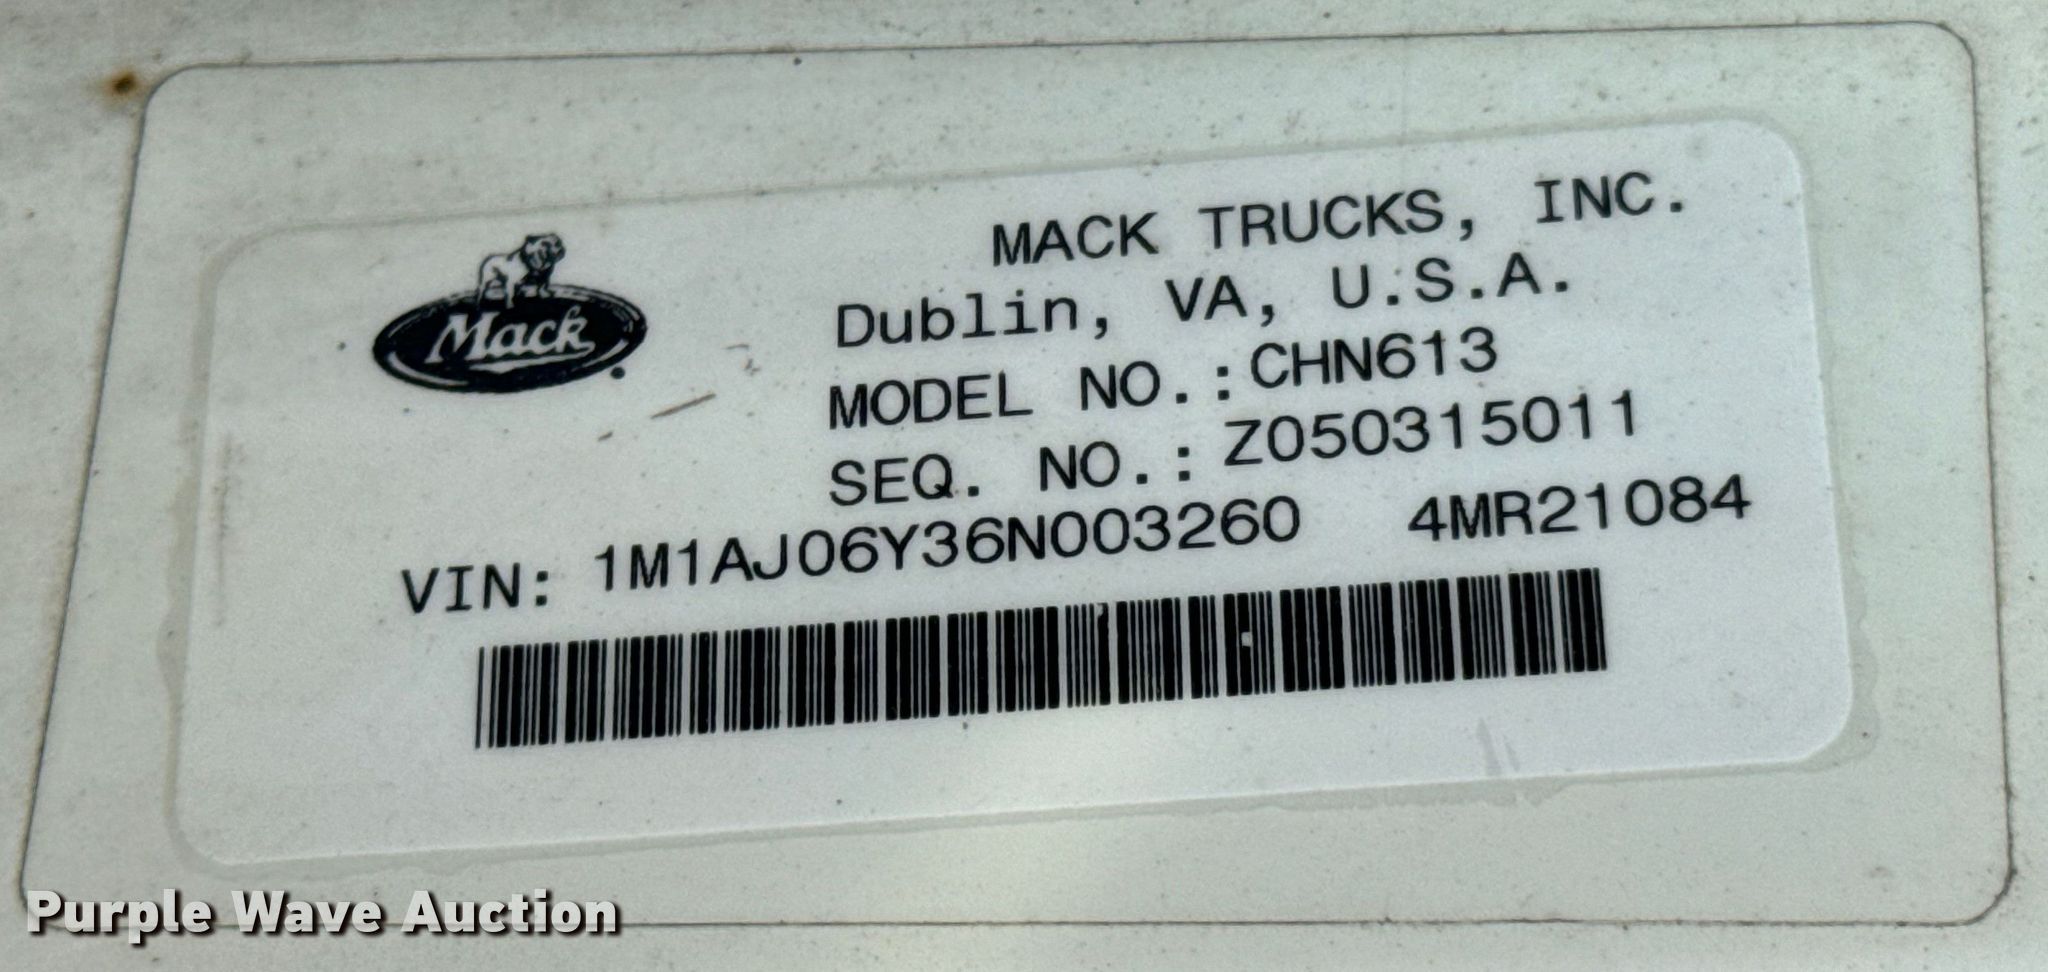 Mack
MACK TRUCKS, INC.
Dublin, VA, U.S.A.
MODEL NO.:CHN613
SEQ. NO.:Z050315011
VIN: 1M1AJ06Y36N003260 4MR21084
Purple Wave Auction